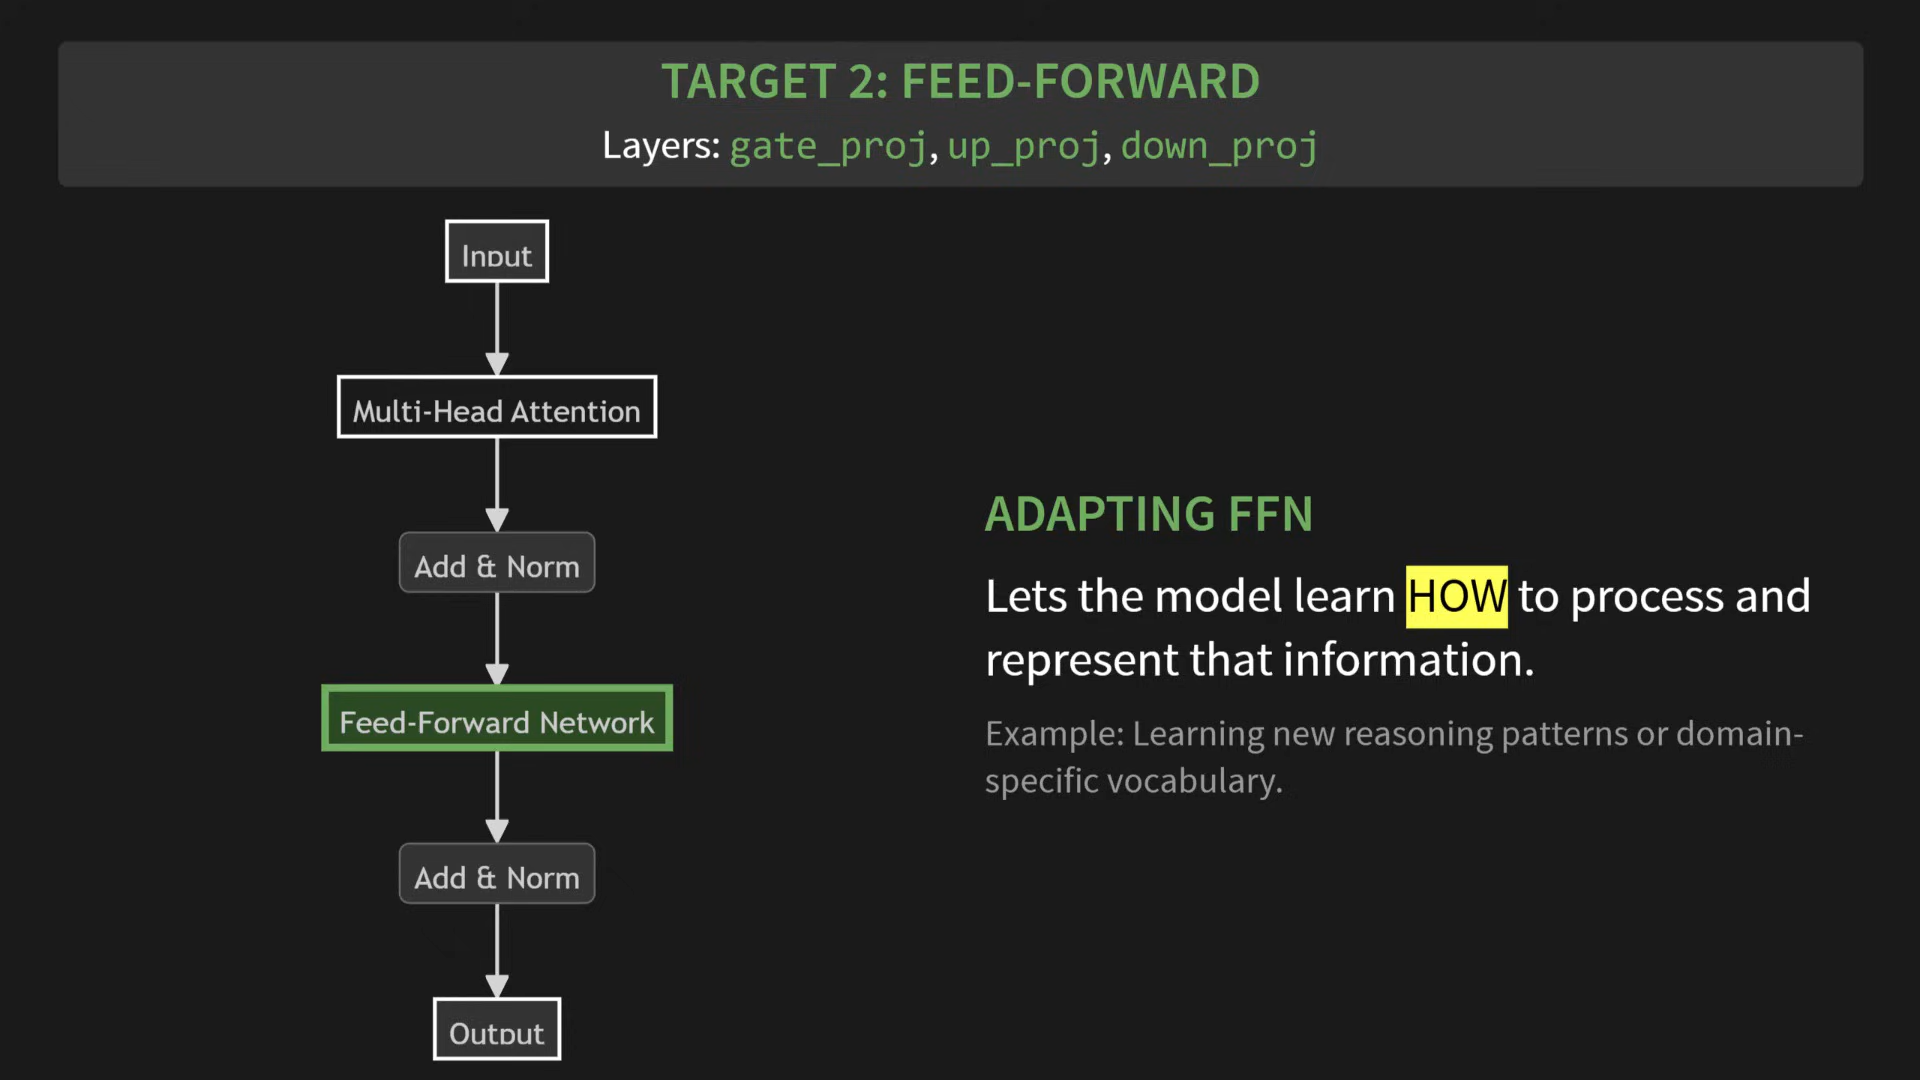 TARGET 2: FEED-FORWARD
Layers: gate_proj, up_proj, down_proj
Input
Multi-Head Attention
Add & Norm
Feed-Forward Network
Add & Norm
Output
ADAPTING FFN
Lets the model learn HOW to process and
represent that information.
Example: Learning new reasoning patterns or domain-
specific vocabulary.